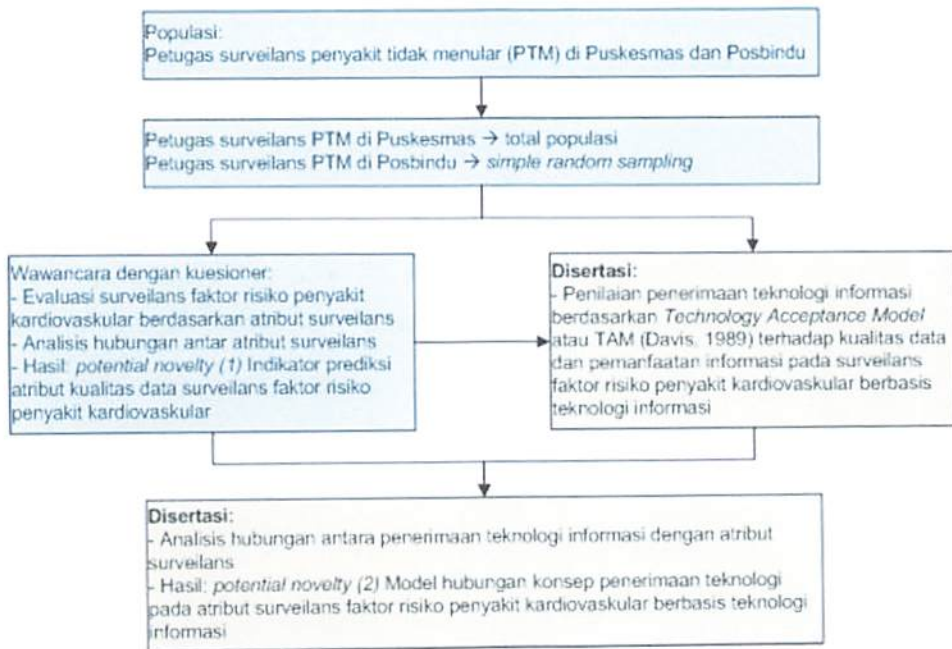 Populasi:
Petugas surveilans penyakit tidak menular (PTM) di Puskesmas dan Posbindu
Petugas surveilans PTM di Puskesmas → total populasi
Petugas surveilans PTM di Posbindu → simple random sampling
Wawancara dengan kuesioner:
- Evaluasi surveilans faktor risiko penyakit
kardiovaskular berdasarkan atribut surveilans
- Analisis hubungan antar atribut surveilans
- Hasil: potential novelty (1) Indikator prediksi
atribut kualitas data surveilans faktor risiko
penyakit kardiovaskular
Disertasi:
- Penilaian penerimaan teknologi informasi
berdasarkan Technology Acceptance Model
atau TAM (Davis, 1989) terhadap kualitas data
dan pemanfaatan informasi pada surveilans
faktor risiko penyakit kardiovaskular berbasis
teknologi informasi
Disertasi:
- Analisis hubungan antara penerimaan teknologi informasi dengan atribut
surveilans
- Hasil: potential novelty (2) Model hubungan konsep penerimaan teknologi
pada atribut surveilans faktor risiko penyakit kardiovaskular berbasis teknologi
informasi